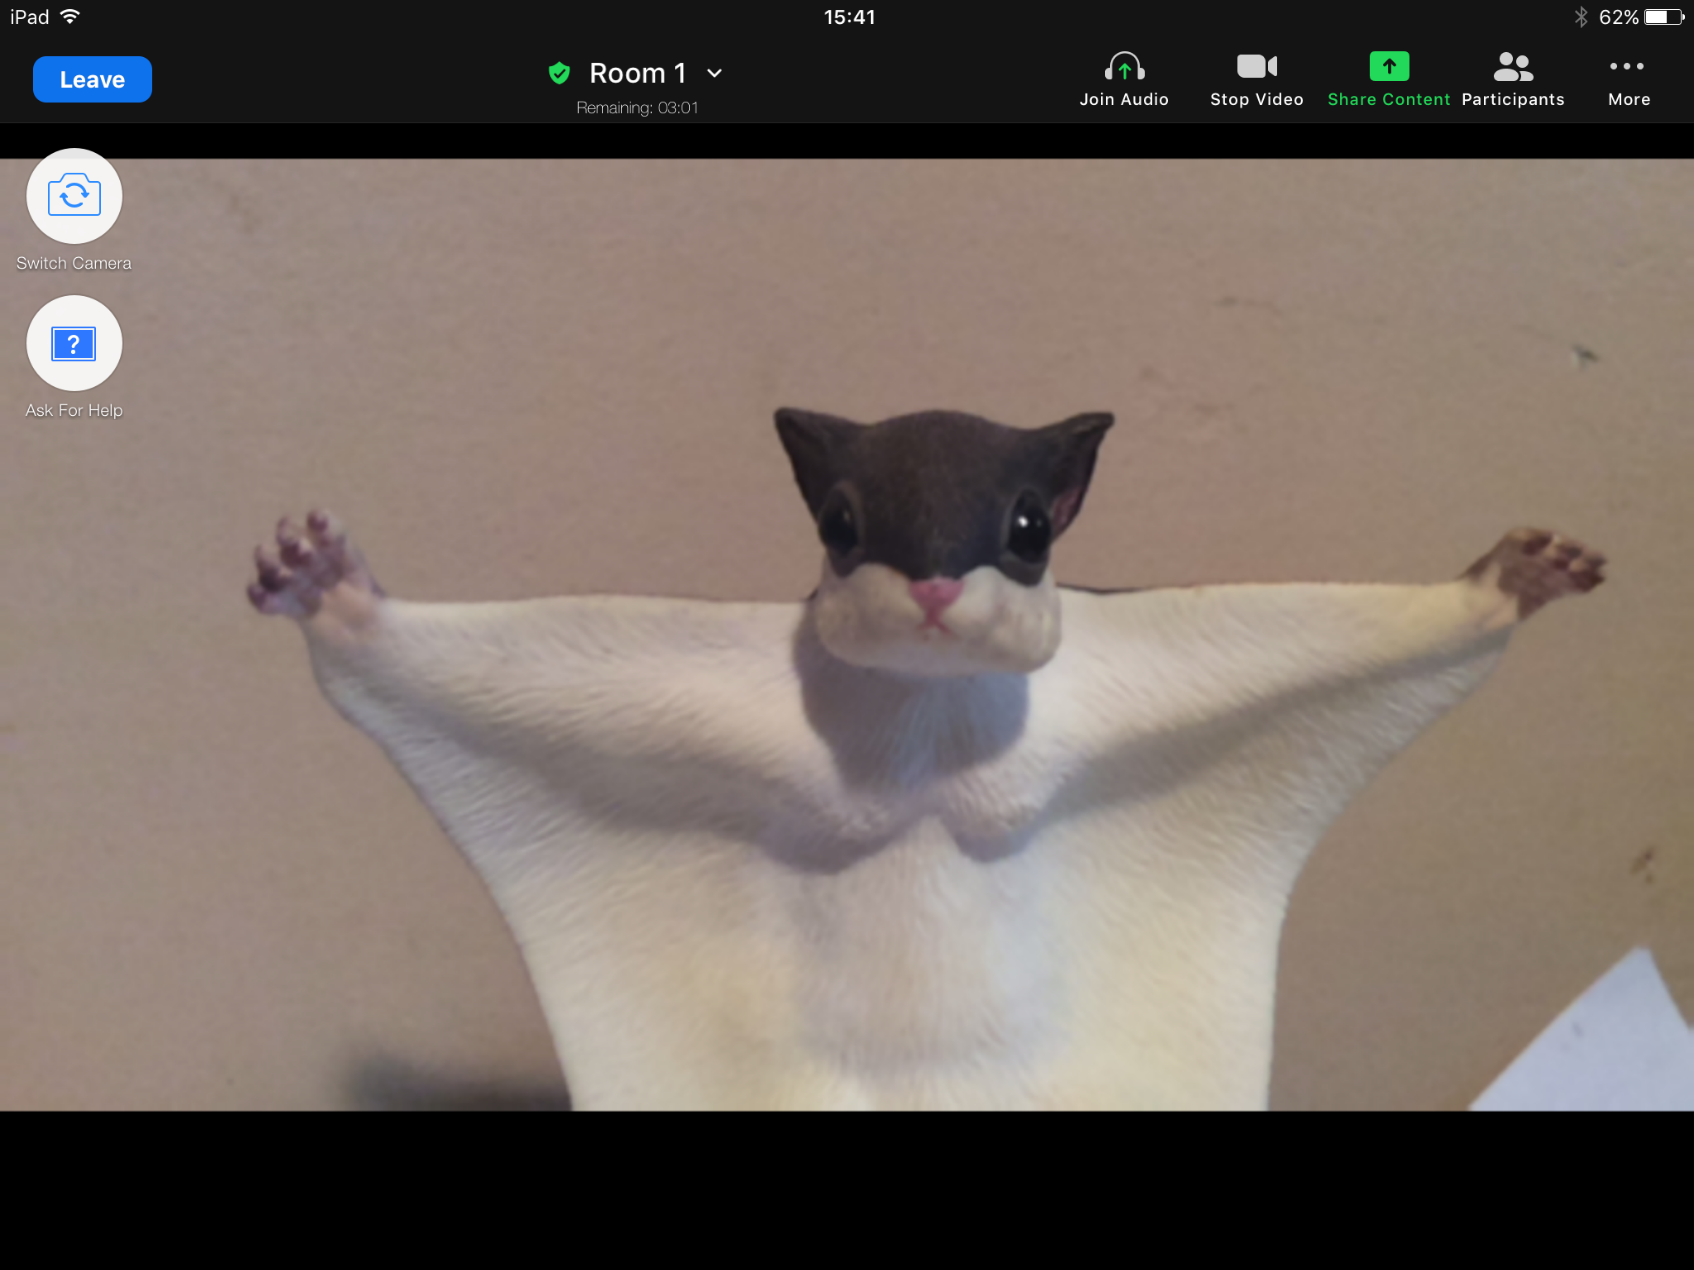 iPad
15:41
62%
Leave
Room 1
Remaining: 03:01
Join Audio
Stop Video
Share Content
Participants
More
Switch Camera
?
Ask For Help